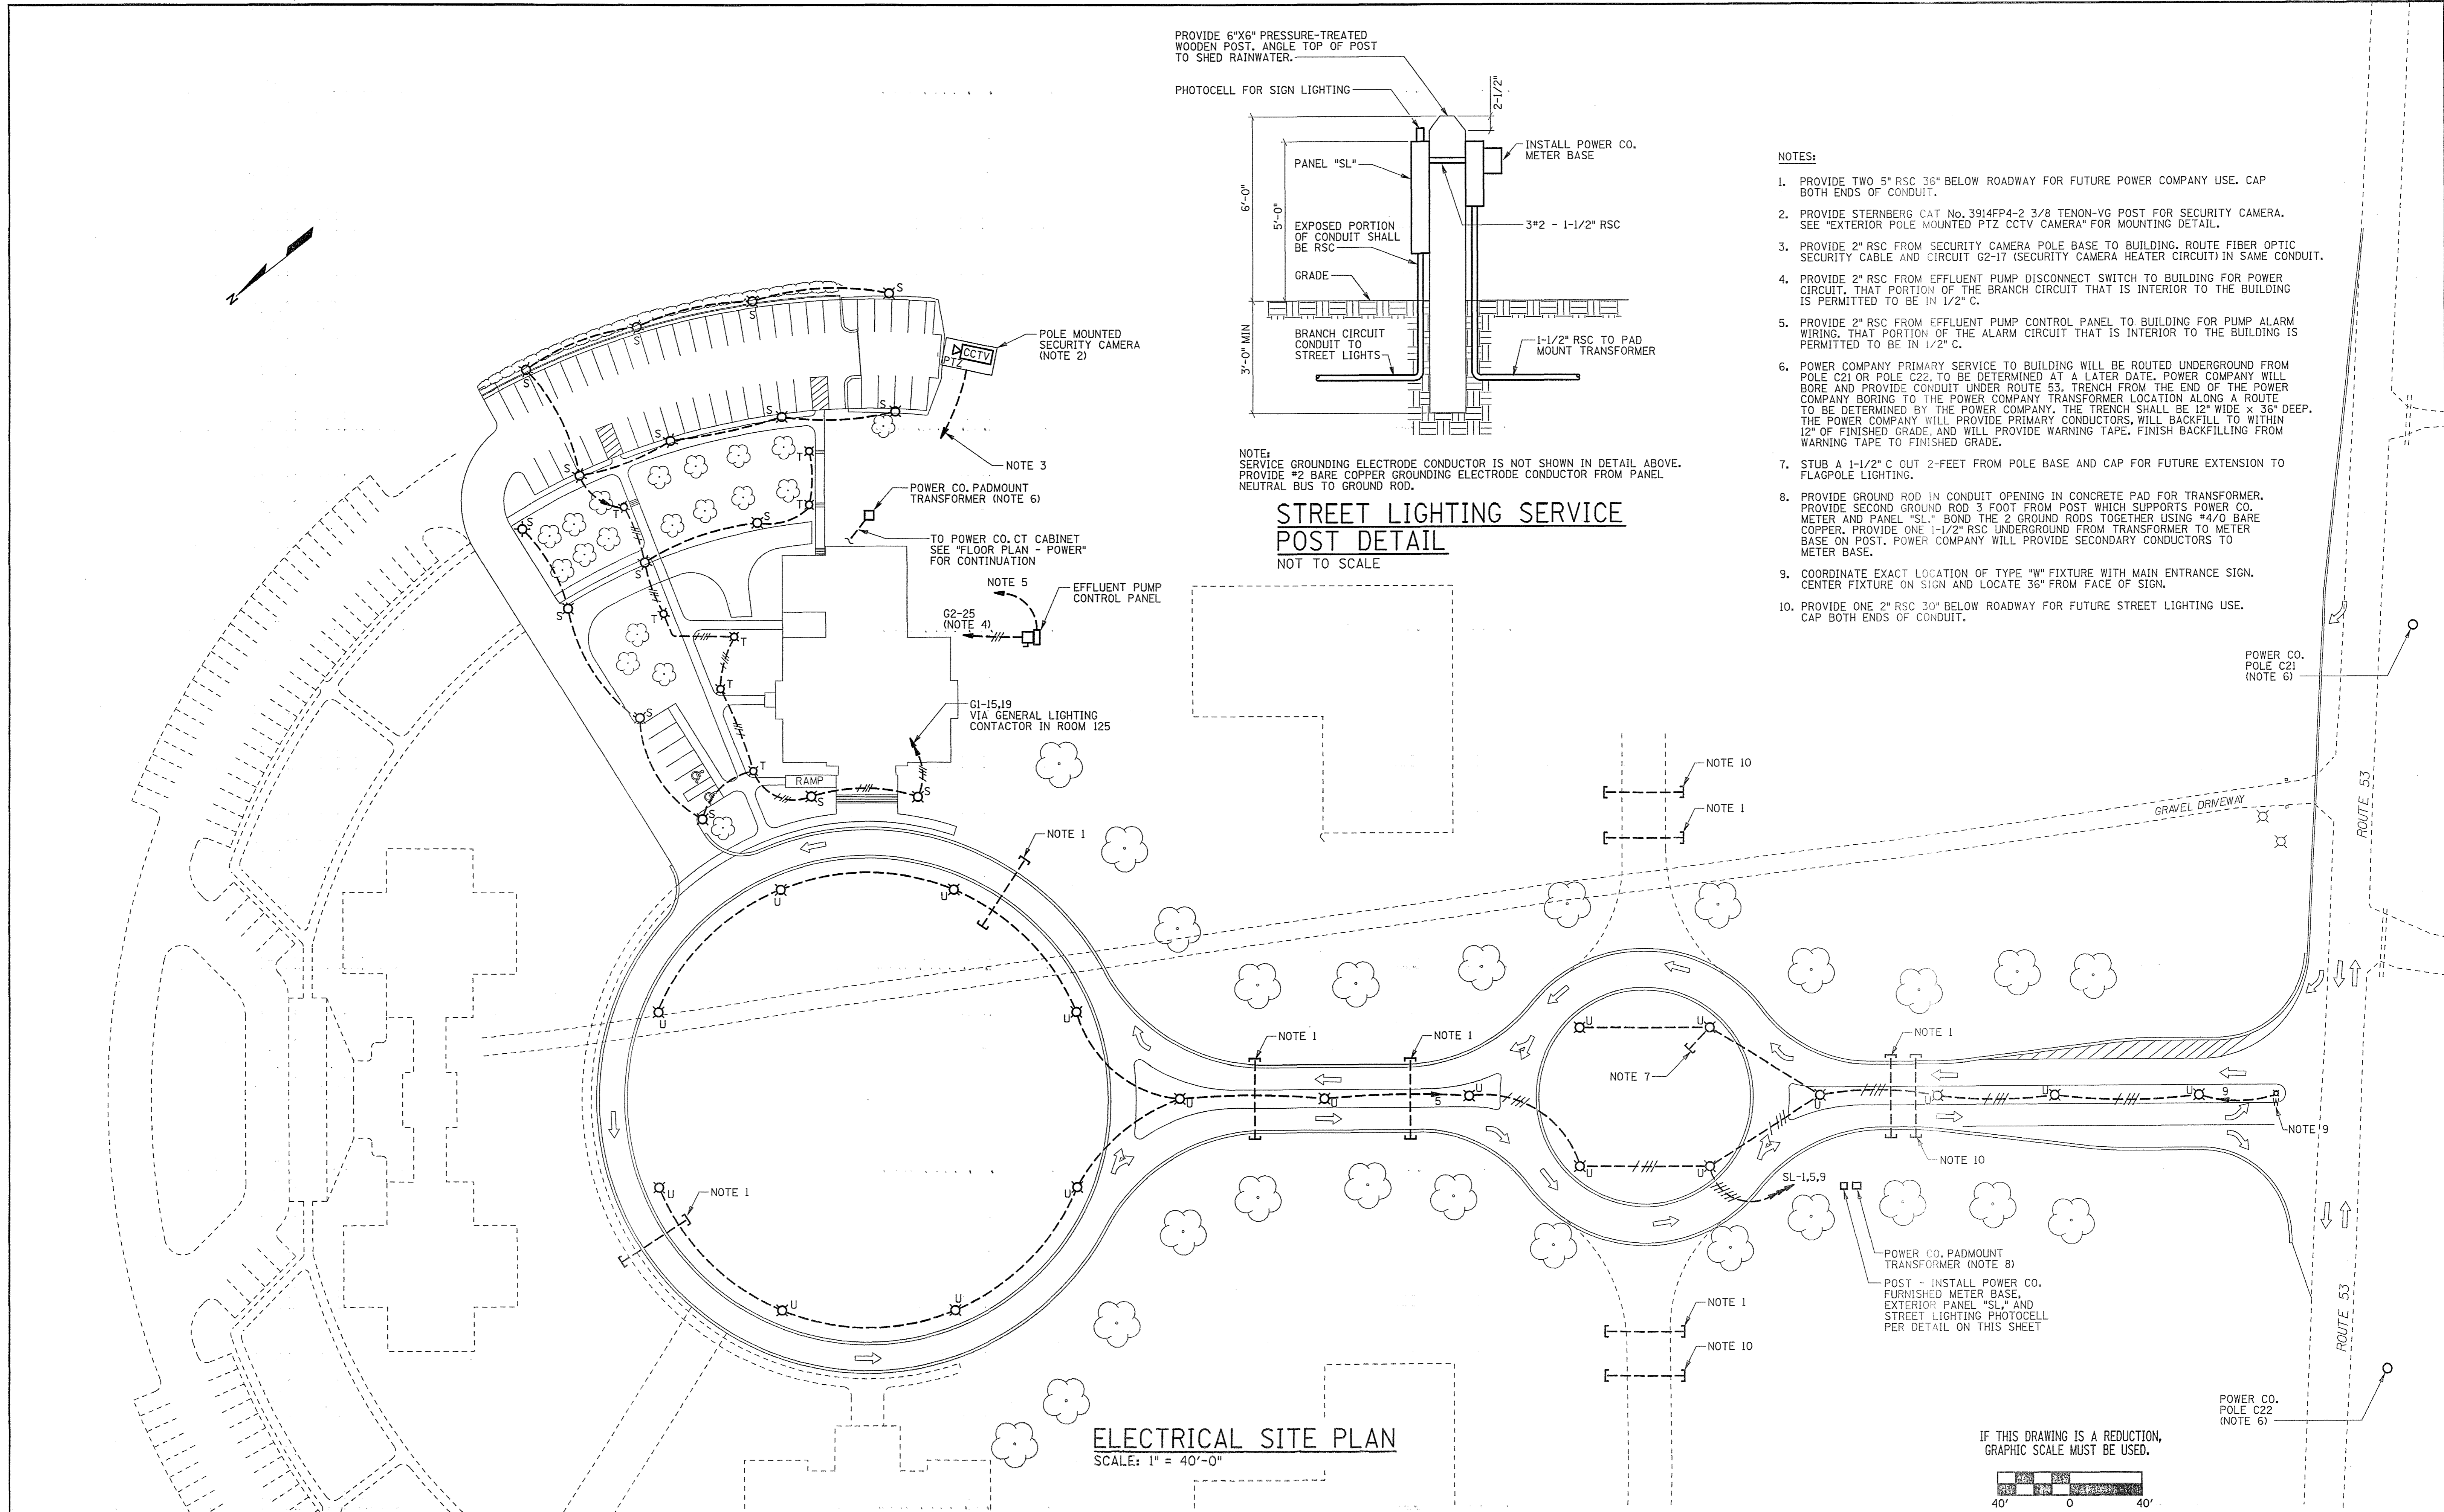 PROVIDE 6"X6" PRESSURE-TREATED
WOODEN POST. ANGLE TOP OF POST
TO SHED RAINWATER.
PHOTOCELL FOR SIGN LIGHTING
2-1/2"
PANEL "SL"
INSTALL POWER CO.
METER BASE
6'-0"
5'-0"
EXPOSED PORTION
OF CONDUIT SHALL
BE RSC
3#2 - 1-1/2" RSC
GRADE
3'-0" MIN
BRANCH CIRCUIT
CONDUIT TO
STREET LIGHTS
1-1/2" RSC TO PAD
MOUNT TRANSFORMER
NOTE:
SERVICE GROUNDING ELECTRODE CONDUCTOR IS NOT SHOWN IN DETAIL ABOVE.
PROVIDE #2 BARE COPPER GROUNDING ELECTRODE CONDUCTOR FROM PANEL
NEUTRAL BUS TO GROUND ROD.
STREET LIGHTING SERVICE
POST DETAIL
NOT TO SCALE
NOTES:
1. PROVIDE TWO 5" RSC 36" BELOW ROADWAY FOR FUTURE POWER COMPANY USE. CAP
BOTH ENDS OF CONDUIT.
2. PROVIDE STERNBERG CAT No. 3914FP4-2 3/8 TENON-VG POST FOR SECURITY CAMERA.
SEE "EXTERIOR POLE MOUNTED PTZ CCTV CAMERA" FOR MOUNTING DETAIL.
3. PROVIDE 2" RSC FROM SECURITY CAMERA POLE BASE TO BUILDING. ROUTE FIBER OPTIC
SECURITY CABLE AND CIRCUIT G2-17 (SECURITY CAMERA HEATER CIRCUIT) IN SAME CONDUIT.
4. PROVIDE 2" RSC FROM EFFLUENT PUMP DISCONNECT SWITCH TO BUILDING FOR POWER
CIRCUIT. THAT PORTION OF THE BRANCH CIRCUIT THAT IS INTERIOR TO THE BUILDING
IS PERMITTED TO BE IN 1/2" C.
5. PROVIDE 2" RSC FROM EFFLUENT PUMP CONTROL PANEL TO BUILDING FOR PUMP ALARM
WIRING. THAT PORTION OF THE ALARM CIRCUIT THAT IS INTERIOR TO THE BUILDING IS
PERMITTED TO BE IN 1/2" C.
6. POWER COMPANY PRIMARY SERVICE TO BUILDING WILL BE ROUTED UNDERGROUND FROM
POLE C21 OR POLE C22, TO BE DETERMINED AT A LATER DATE. POWER COMPANY WILL
BORE AND PROVIDE CONDUIT UNDER ROUTE 53. TRENCH FROM THE END OF THE POWER
COMPANY BORING TO THE POWER COMPANY TRANSFORMER LOCATION ALONG A ROUTE
TO BE DETERMINED BY THE POWER COMPANY. THE TRENCH SHALL BE 12" WIDE x 36" DEEP.
THE POWER COMPANY WILL PROVIDE PRIMARY CONDUCTORS, WILL BACKFILL TO WITHIN
12" OF FINISHED GRADE, AND WILL PROVIDE WARNING TAPE. FINISH BACKFILLING FROM
WARNING TAPE TO FINISHED GRADE.
7. STUB A 1-1/2" C OUT 2-FEET FROM POLE BASE AND CAP FOR FUTURE EXTENSION TO
FLAGPOLE LIGHTING.
8. PROVIDE GROUND ROD IN CONDUIT OPENING IN CONCRETE PAD FOR TRANSFORMER.
PROVIDE SECOND GROUND ROD 3 FOOT FROM POST WHICH SUPPORTS POWER CO.
METER AND PANEL "SL." BOND THE 2 GROUND RODS TOGETHER USING #4/0 BARE
COPPER. PROVIDE ONE 1-1/2" RSC UNDERGROUND FROM TRANSFORMER TO METER
BASE ON POST. POWER COMPANY WILL PROVIDE SECONDARY CONDUCTORS TO
METER BASE.
9. COORDINATE EXACT LOCATION OF TYPE "W" FIXTURE WITH MAIN ENTRANCE SIGN.
CENTER FIXTURE ON SIGN AND LOCATE 36" FROM FACE OF SIGN.
10. PROVIDE ONE 2" RSC 30" BELOW ROADWAY FOR FUTURE STREET LIGHTING USE.
CAP BOTH ENDS OF CONDUIT.
N
S
S
S
S
CCTV
PTZ
POLE MOUNTED
SECURITY CAMERA
(NOTE 2)
S
S
S
S
NOTE 3
T
T
T
POWER CO. PADMOUNT
TRANSFORMER (NOTE 6)
S
S
S
TO POWER CO. CT CABINET
SEE "FLOOR PLAN - POWER"
FOR CONTINUATION
NOTE 5
G2-25
(NOTE 4)
EFFLUENT PUMP
CONTROL PANEL
S
T
T
T
S
G1-15,19
VIA GENERAL LIGHTING
CONTACTOR IN ROOM 125
T
RAMP
S
S
S
POWER CO.
POLE C21
(NOTE 6)
NOTE 10
NOTE 1
GRAVEL DRIVEWAY
ROUTE 53
NOTE 1
U
U
U
U
NOTE 1
NOTE 1
U
U
NOTE 7
NOTE 1
U
U
5
U
U
U
U
U
9
W
NOTE 9
NOTE 10
U
U
SL-1,5,9
U
U
NOTE 1
U
U
POWER CO. PADMOUNT
TRANSFORMER (NOTE 8)
POST - INSTALL POWER CO.
FURNISHED METER BASE,
EXTERIOR PANEL "SL," AND
STREET LIGHTING PHOTOCELL
PER DETAIL ON THIS SHEET
NOTE 1
NOTE 10
ROUTE 53
POWER CO.
POLE C22
(NOTE 6)
ELECTRICAL SITE PLAN
SCALE: 1" = 40'-0"
IF THIS DRAWING IS A REDUCTION,
GRAPHIC SCALE MUST BE USED.
40' 0 40'